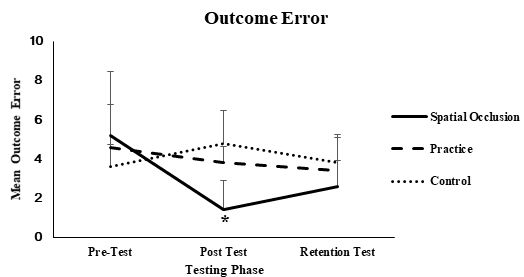 Outcome Error
10
8
6
4
2
0
Mean Outcome Error
*
Pre-Test
Post Test
Retention Test
Testing Phase
Spatial Occlusion
Practice
Control